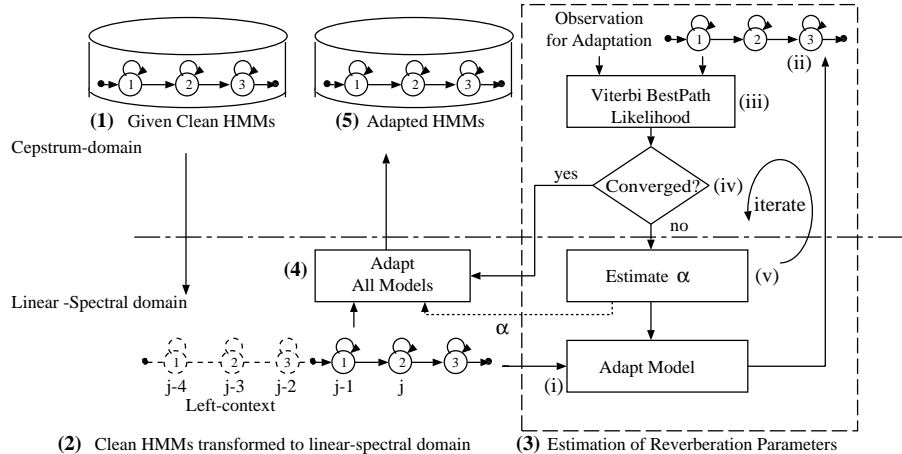 Observation
for Adaptation
1 2 3
1 2 3
1 2 3
(ii)
(1) Given Clean HMMs
(5) Adapted HMMs
Viterbi BestPath
Likelihood
(iii)
Cepstrum-domain
yes
Converged?
(iv)
iterate
no
(4)
Adapt
All Models
Estimate α
(v)
Linear -Spectral domain
α
1 2 3 1 2 3
j-4 j-3 j-2 j-1 j
Left-context
(i)
Adapt Model
(2) Clean HMMs transformed to linear-spectral domain
(3) Estimation of Reverberation Parameters